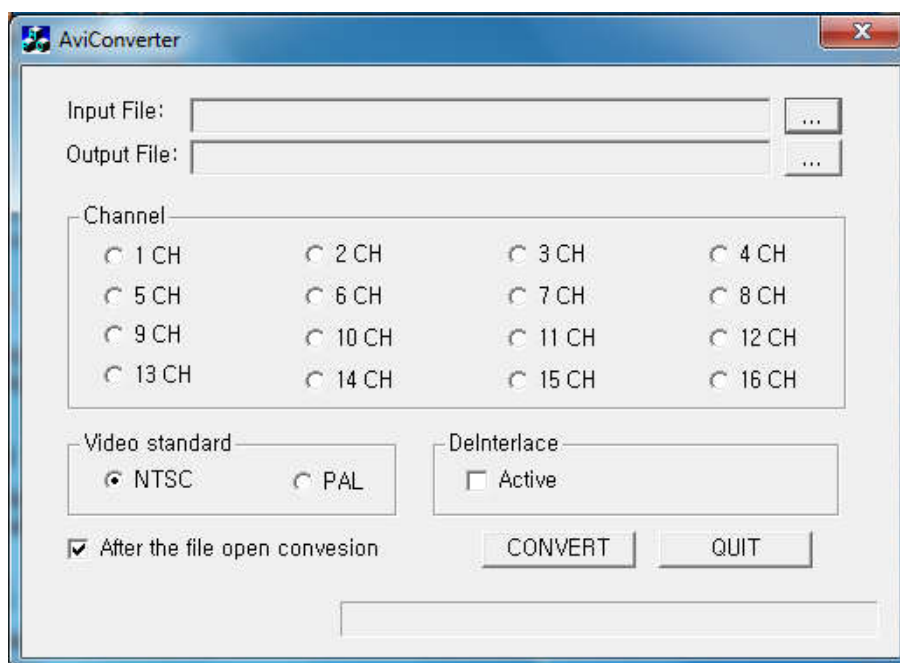 AviConverter
Input File:
...
Output File:
...
Channel
1 CH 2 CH 3 CH 4 CH
5 CH 6 CH 7 CH 8 CH
9 CH 10 CH 11 CH 12 CH
13 CH 14 CH 15 CH 16 CH
Video standard DeInterlace
NTSC PAL Active
After the file open convesion CONVERT QUIT